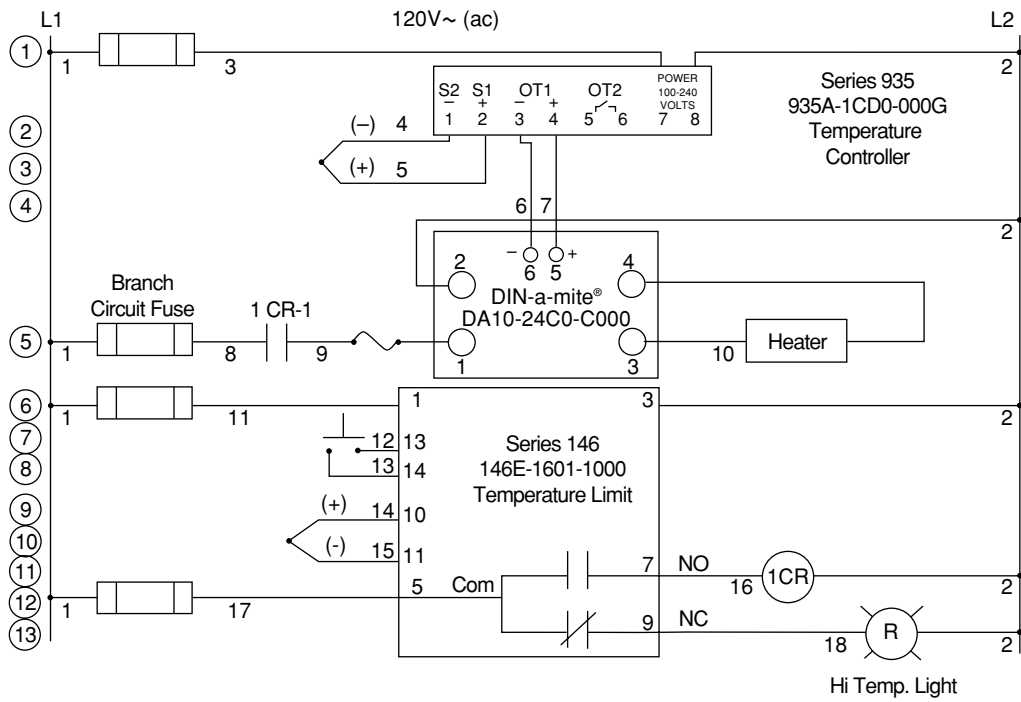 L1
120V~ (ac)
L2
1
1
3
2
S2 S1 OT1 OT2
POWER
100-240
VOLTS
− + − +
1 2 3 4 5 6 7 8
Series 935
935A-1CD0-000G
Temperature
Controller
2
(–) 4
3
(+) 5
4
6 7
2
− +
6 5
2
4
DIN-a-mite®
DA10-24C0-C000
1
3
Branch
Circuit Fuse
1 CR-1
5
1
8
9
10
Heater
6
1
11
1
3
2
7
12 13
Series 146
146E-1601-1000
Temperature Limit
8
13 14
9
(+) 14 10
10
(-) 15 11
11
12
1
17
5 Com
7 NO
16
1CR
2
13
9 NC
18
R
2
Hi Temp. Light